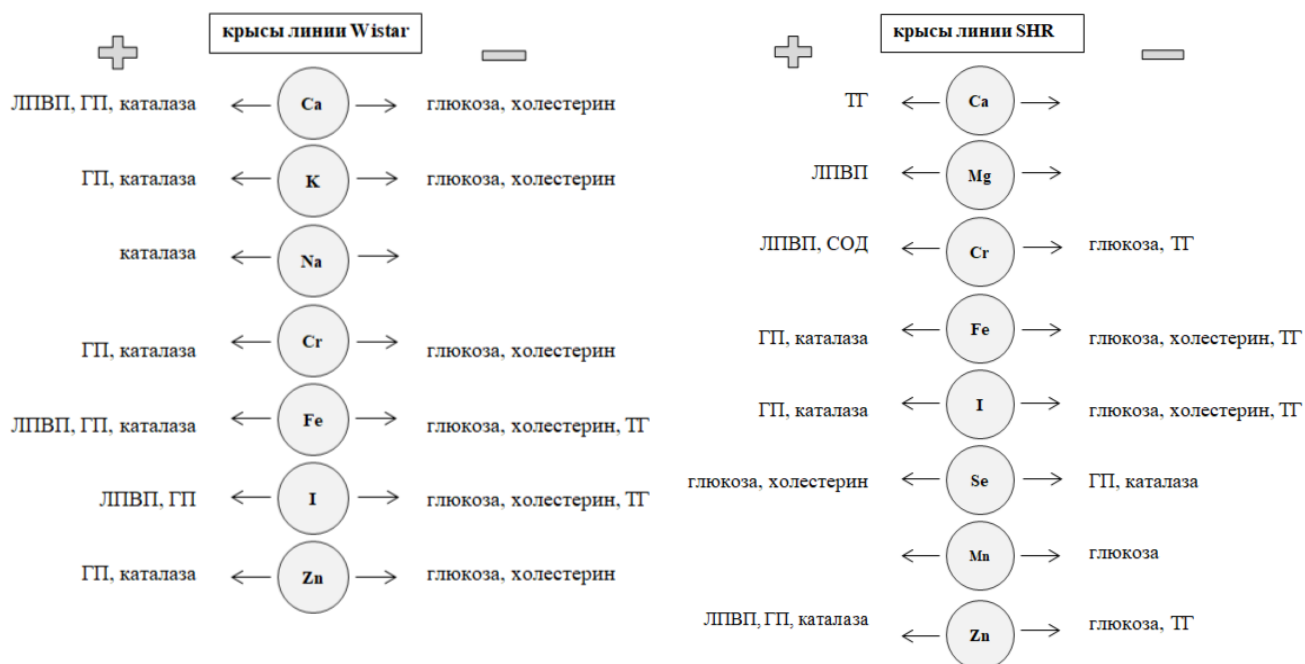 крысы линии Wistar
ЛПВП, ГП, каталаза Ca глюкоза, холестерин
ГП, каталаза K глюкоза, холестерин
каталаза Na
ГП, каталаза Cr глюкоза, холестерин
ЛПВП, ГП, каталаза Fe глюкоза, холестерин, ТГ
ЛПВП, ГП I глюкоза, холестерин, ТГ
ГП, каталаза Zn глюкоза, холестерин
крысы линии SHR
ТГ Ca
ЛПВП Mg
ЛПВП, СОД Cr глюкоза, ТГ
ГП, каталаза Fe глюкоза, холестерин, ТГ
ГП, каталаза I глюкоза, холестерин, ТГ
глюкоза, холестерин Se ГП, каталаза
Mn глюкоза
ЛПВП, ГП, каталаза Zn глюкоза, ТГ